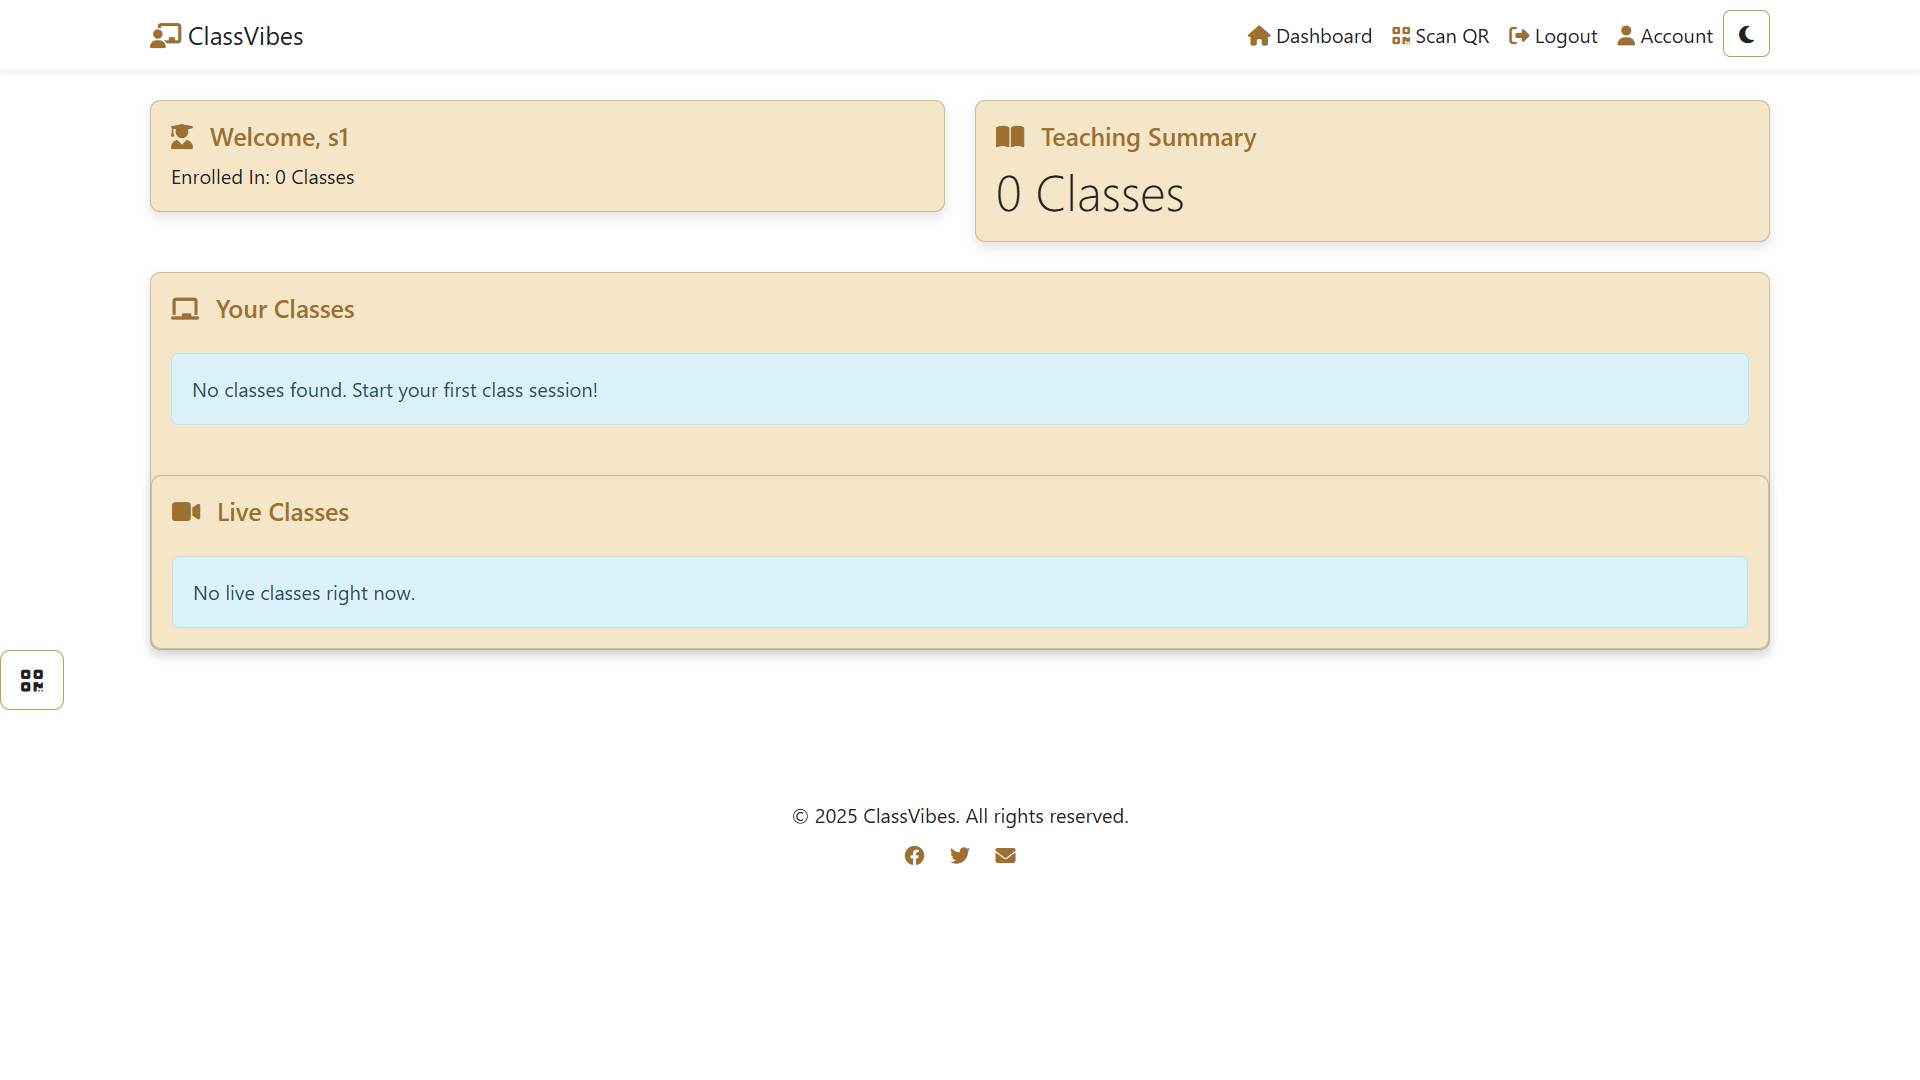 ClassVibes
Dashboard Scan QR Logout Account
Welcome, s1
Enrolled In: 0 Classes
Teaching Summary
0 Classes
Your Classes
No classes found. Start your first class session!
Live Classes
No live classes right now.
© 2025 ClassVibes. All rights reserved.